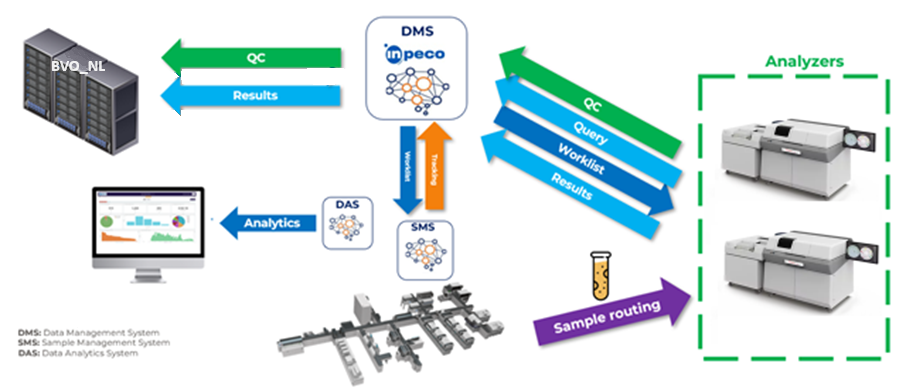 DMS
inpeco
BVO_NL
QC
Results
Analyzers
QC
Query
Worklist
Results
Worklist
Tracking
DAS
Analytics
SMS
Sample routing
DMS: Data Management System
SMS: Sample Management System
DAS: Data Analytics System